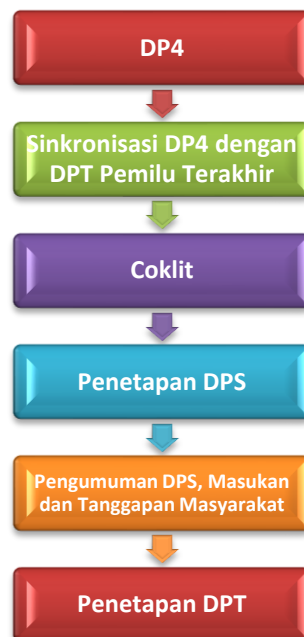 DP4
Sinkronisasi DP4 dengan
DPT Pemilu Terakhir
Coklit
Penetapan DPS
Pengumuman DPS, Masukan
dan Tanggapan Masyarakat
Penetapan DPT